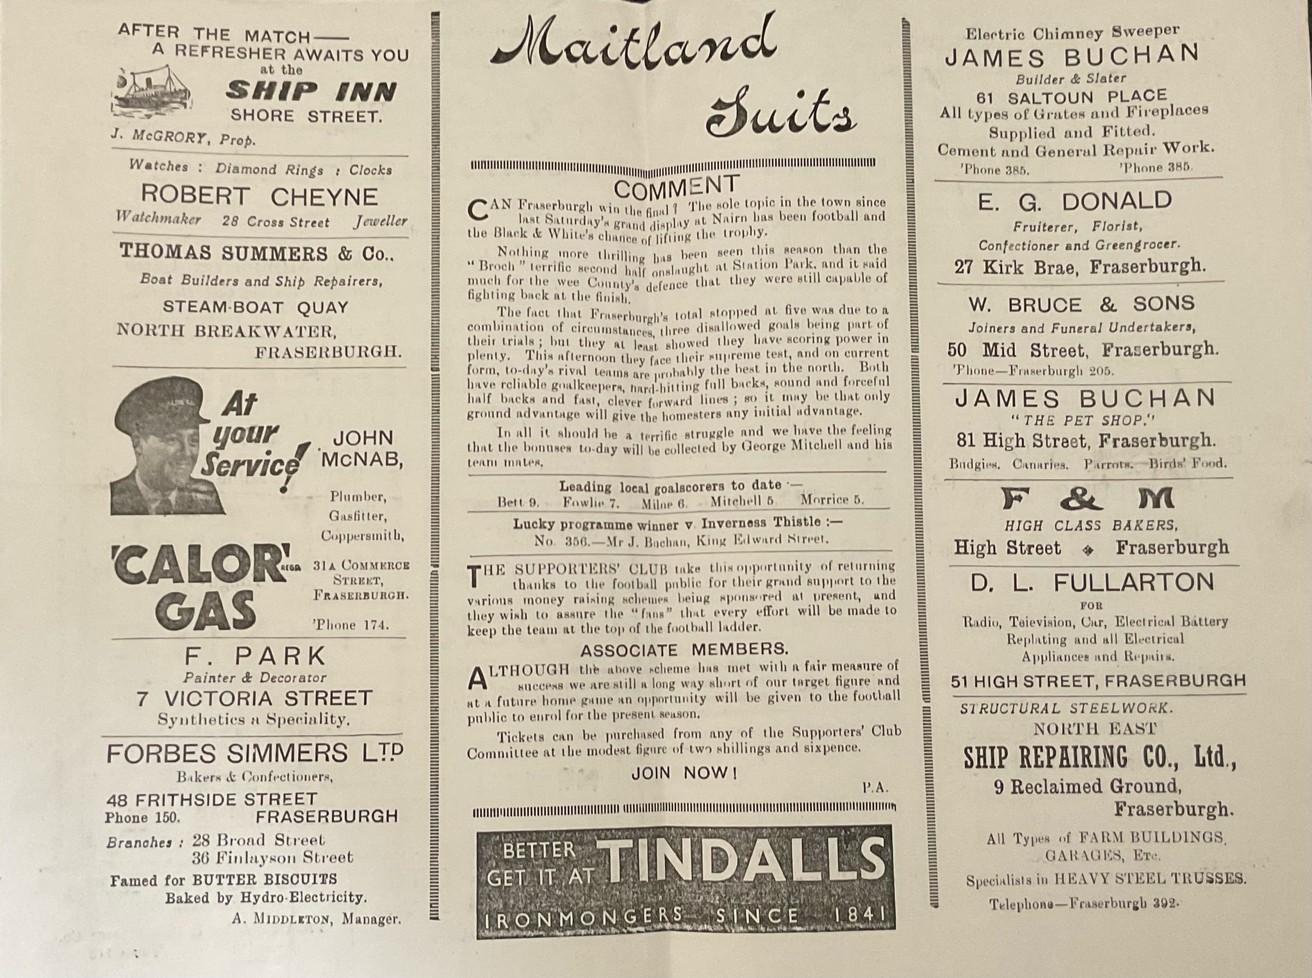 AFTER THE MATCH—
A REFRESHER AWAITS YOU
at the
SHIP INN
SHORE STREET.
J. McGRORY, Prop.
Watches : Diamond Rings : Clocks
ROBERT CHEYNE
Watchmaker 28 Cross Street Jeweller
THOMAS SUMMERS & Co.,
Boat Builders and Ship Repairers,
STEAM-BOAT QUAY
NORTH BREAKWATER,
FRASERBURGH.
At
your
Service!
JOHN
McNAB,
Plumber,
Gasfitter,
Coppersmith,
'CALOR'
GAS
31A COMMERCE
STREET,
FRASERBURGH.
'Phone 174.
F. PARK
Painter & Decorator
7 VICTORIA STREET
Synthetics a Speciality.
FORBES SIMMERS LTD
Bakers & Confectioners,
48 FRITHSIDE STREET
Phone 150. FRASERBURGH
Branches : 28 Broad Street
36 Finlayson Street
Famed for BUTTER BISCUITS
Baked by Hydro-Electricity.
A. MIDDLETON, Manager.
Maitland
Suits
COMMENT
CAN Fraserburgh win the final ? The sole topic in the town since
last Saturday's grand display at Nairn has been football and
the Black & White's chance of lifting the trophy.
Nothing more thrilling has been seen this season than the
"Broch" terrific second half onslaught at Station Park, and it said
much for the wee County's defence that they were still capable of
fighting back at the finish.
The fact that Fraserburgh's total stopped at five was due to a
combination of circumstances, three disallowed goals being part of
their trials ; but they at least showed they have scoring power in
plenty. This afternoon they face their supreme test, and on current
form, to-day's rival teams are probably the best in the north. Both
have reliable goalkeepers, hard-hitting full backs, sound and forceful
half backs and fast, clever forward lines ; so it may be that only
ground advantage will give the homesters any initial advantage.
In all it should be a terrific struggle and we have the feeling
that the bonuses to-day will be collected by George Mitchell and his
team mates.
Leading local goalscorers to date :—
Bett 9. Fowlie 7. Milne 6. Mitchell 5 Morrice 5.
Lucky programme winner v. Inverness Thistle :—
No. 356.—Mr J. Buchan, King Edward Street.
THE SUPPORTERS' CLUB take this opportunity of returning
thanks to the football public for their grand support to the
various money raising schemes being sponsored at present, and
they wish to assure the "fans" that every effort will be made to
keep the team at the top of the football ladder.
ASSOCIATE MEMBERS.
ALTHOUGH the above scheme has met with a fair measure of
success we are still a long way short of our target figure and
at a future home game an opportunity will be given to the football
public to enrol for the present season.
Tickets can be purchased from any of the Supporters' Club
Committee at the modest figure of two shillings and sixpence.
JOIN NOW!
P.A.
BETTER
GET IT AT TINDALLS
IRONMONGERS SINCE 1841
Electric Chimney Sweeper
JAMES BUCHAN
Builder & Slater
61 SALTOUN PLACE
All types of Grates and Fireplaces
Supplied and Fitted.
Cement and General Repair Work.
'Phone 385. 'Phone 385.
E. G. DONALD
Fruiterer, Florist,
Confectioner and Greengrocer.
27 Kirk Brae, Fraserburgh.
W. BRUCE & SONS
Joiners and Funeral Undertakers,
50 Mid Street, Fraserburgh.
'Phone—Fraserburgh 205.
JAMES BUCHAN
"THE PET SHOP."
81 High Street, Fraserburgh.
Budgies. Canaries. Parrots. Birds' Food.
F & M
HIGH CLASS BAKERS,
High Street Fraserburgh
D. L. FULLARTON
FOR
Radio, Television, Car, Electrical Battery
Replating and all Electrical
Appliances and Repairs.
51 HIGH STREET, FRASERBURGH
STRUCTURAL STEELWORK.
NORTH EAST
SHIP REPAIRING CO., Ltd.,
9 Reclaimed Ground,
Fraserburgh.
All Types of FARM BUILDINGS,
GARAGES, Etc.
Specialists in HEAVY STEEL TRUSSES.
Telephone—Fraserburgh 392.